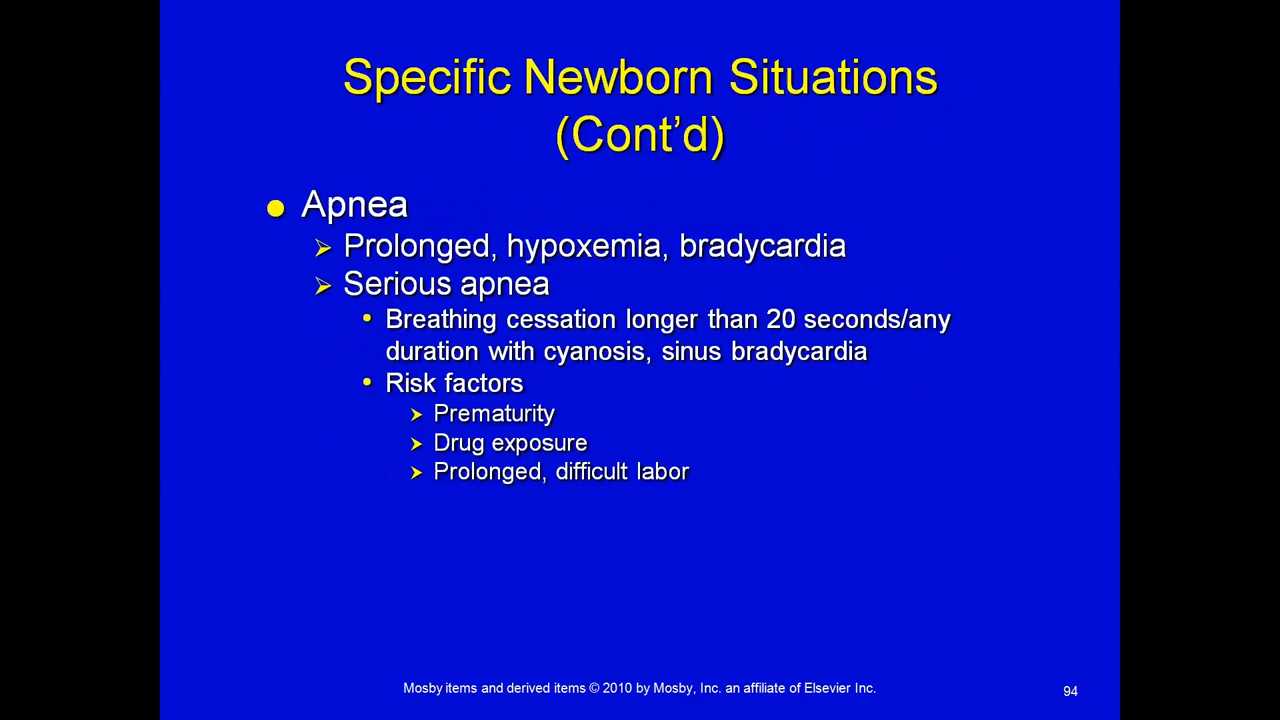 Specific Newborn Situations
(Cont’d)
Apnea
Prolonged, hypoxemia, bradycardia
Serious apnea
Breathing cessation longer than 20 seconds/any
duration with cyanosis, sinus bradycardia
Risk factors
Prematurity
Drug exposure
Prolonged, difficult labor
Mosby items and derived items © 2010 by Mosby, Inc. an affiliate of Elsevier Inc.
94